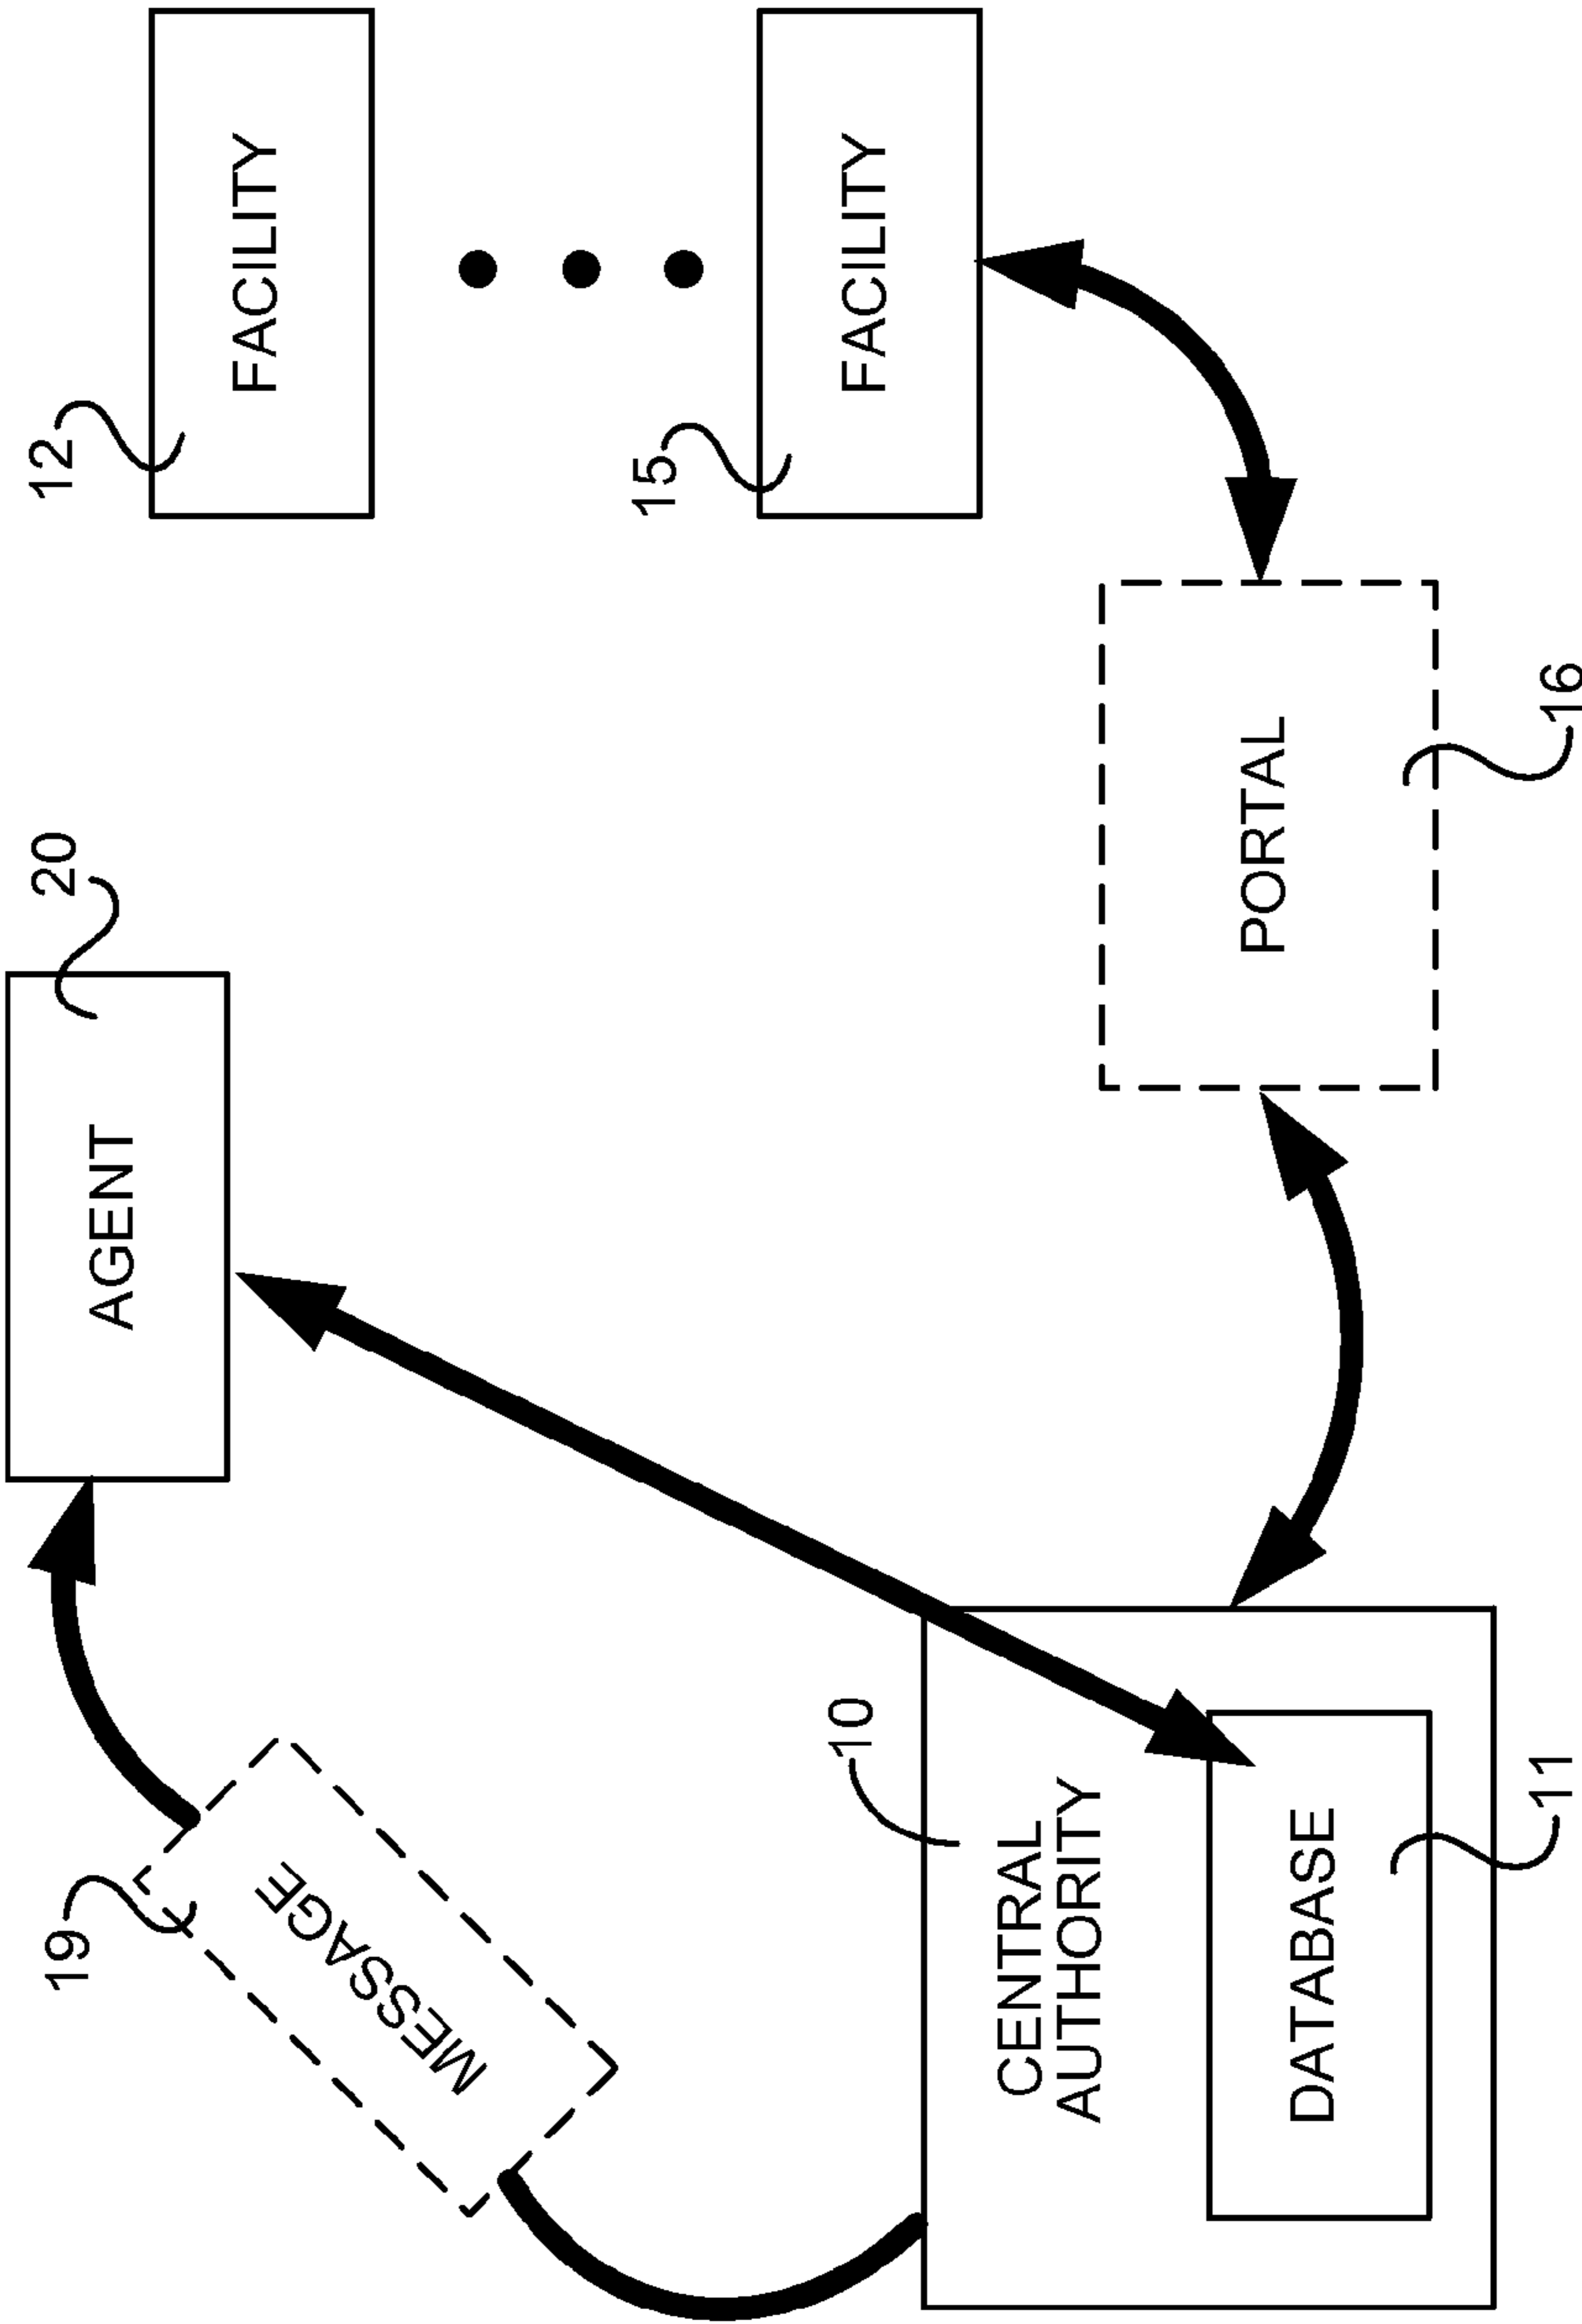 19
MESSAGE
20
AGENT
12
FACILITY
15
FACILITY
10
CENTRAL
AUTHORITY
DATABASE
11
PORTAL
16